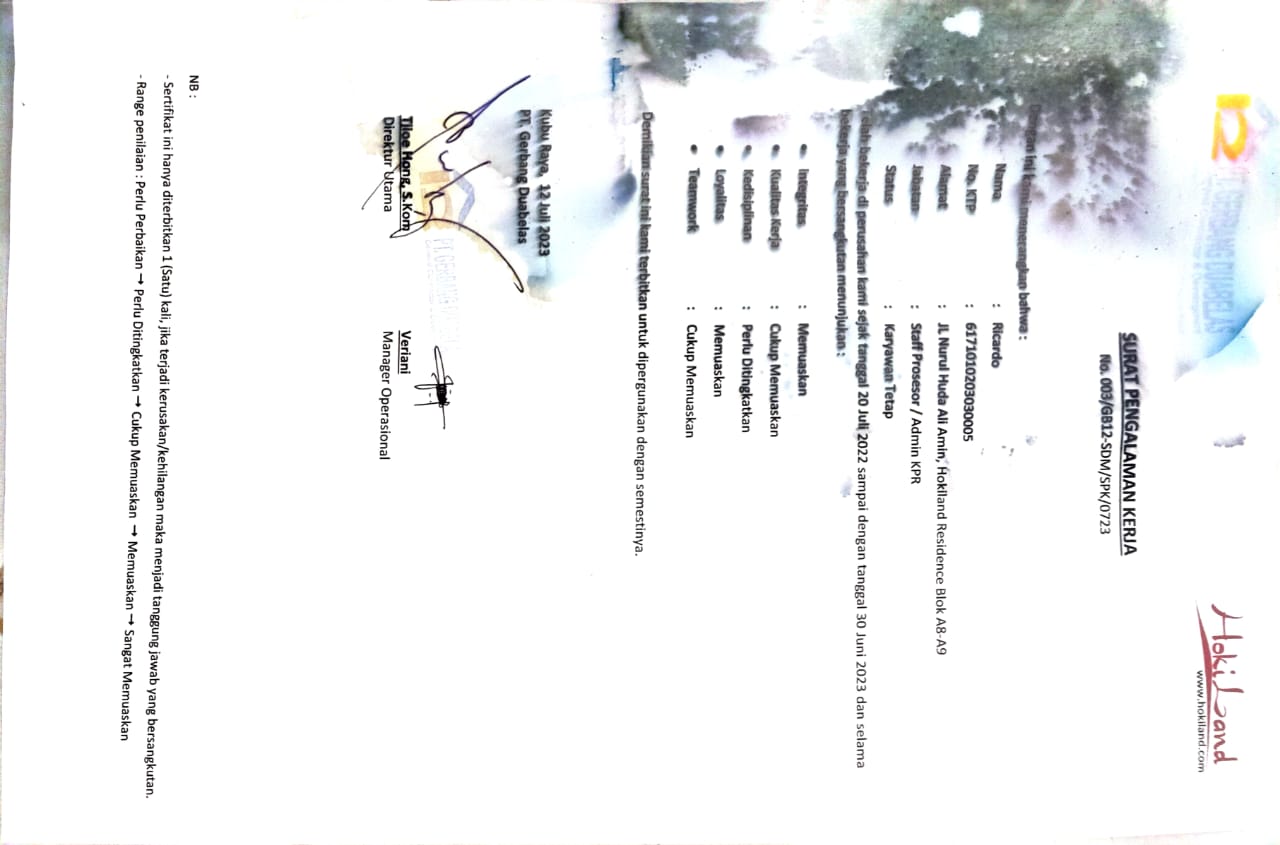 12 PT. GERBANG DUABELAS
HokiLand
www.hokiland.com
SURAT PENGALAMAN KERJA
No. 003/GB12-SDM/SPK/0723
Dengan ini kami menerangkan bahwa :
Nama : Ricardo
No. KTP : 6171010203030005
Alamat : JL Nurul Huda Ali Amin, Hokiland Residence Blok A8-A9
Jabatan : Staff Prosesor / Admin KPR
Status : Karyawan Tetap
Telah bekerja di perusahan kami sejak tanggal 20 Juli 2022 sampai dengan tanggal 30 Juni 2023 dan selama
bekerja yang bersangkutan menunjukan :
• Integritas : Memuaskan
• Kualitas Kerja : Cukup Memuaskan
• Kedisiplinan : Perlu Ditingkatkan
• Loyalitas : Memuaskan
• Teamwork : Cukup Memuaskan
Demikian surat ini kami terbitkan untuk dipergunakan dengan semestinya.
Kubu Raya, 12 Juli 2023
PT. Gerbang Duabelas
12 PT. GERBANG
Tjioe Hong, S.Kom
Direktur Utama
Veriani
Manager Operasional
NB :
- Sertifikat ini hanya diterbitkan 1 (Satu) kali, jika terjadi kerusakan/kehilangan maka menjadi tanggung jawab yang bersangkutan.
- Range penilaian : Perlu Perbaikan → Perlu Ditingkatkan → Cukup Memuaskan → Memuaskan → Sangat Memuaskan